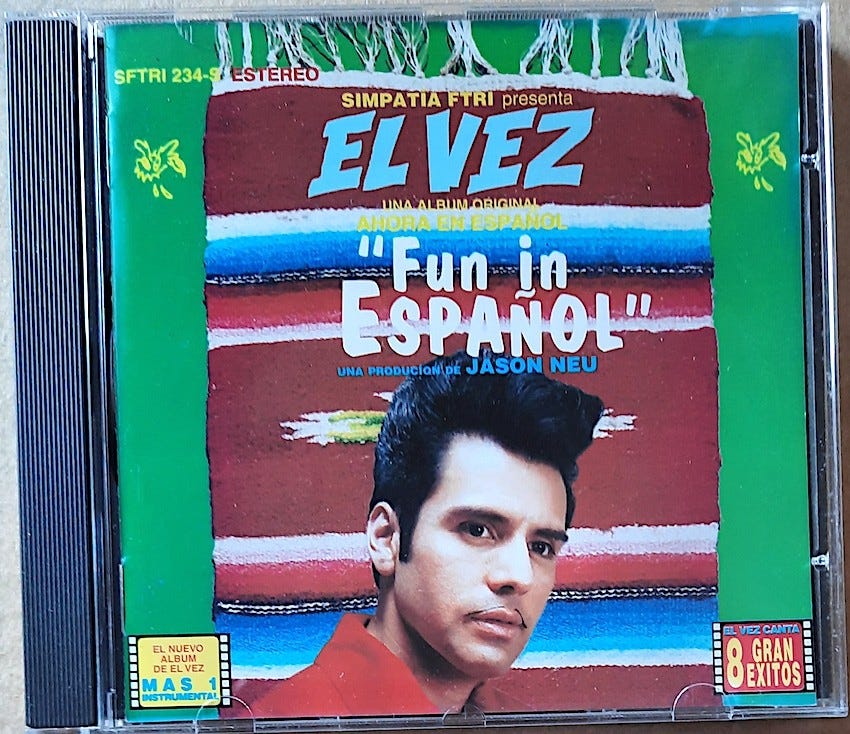 SFTRI 234-2 ESTEREO
SIMPATIA FTRI presenta
EL VEZ
UNA ALBUM ORIGINAL
AHORA EN ESPAÑOL
"Fun in
ESPAÑOL"
UNA PRODUCION DE JASON NEU
EL NUEVO
ALBUM
DE EL VEZ
MAS 1
INSTRUMENTAL
EL VEZ CANTA
8 GRAN
EXITOS